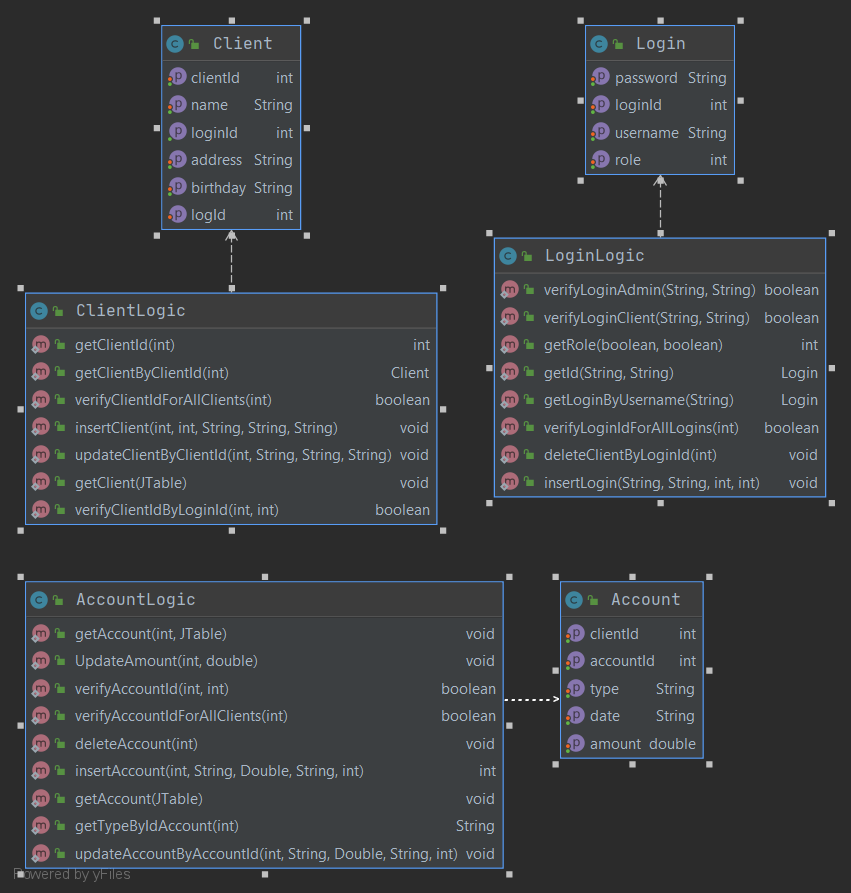 Client
clientId int
name String
loginId int
address String
birthday String
logId int
Login
password String
loginId int
username String
role int
ClientLogic
getClientId(int) int
getClientByClientId(int) Client
verifyClientIdForAllClients(int) boolean
insertClient(int, int, String, String, String) void
updateClientByClientId(int, String, String, String) void
getClient(JTable) void
verifyClientIdByLoginId(int, int) boolean
LoginLogic
verifyLoginAdmin(String, String) boolean
verifyLoginClient(String, String) boolean
getRole(boolean, boolean) int
getId(String, String) Login
getLoginByUsername(String) Login
verifyLoginIdForAllLogins(int) boolean
deleteClientByLoginId(int) void
insertLogin(String, String, int, int) void
AccountLogic
getAccount(int, JTable) void
UpdateAmount(int, double) void
verifyAccountId(int, int) boolean
verifyAccountIdForAllClients(int) boolean
deleteAccount(int) void
insertAccount(int, String, Double, String, int) int
getAccount(JTable) void
getTypeByIdAccount(int) String
updateAccountByAccountId(int, String, Double, String, int) void
Account
clientId int
accountId int
type String
date String
amount double
Powered by yFiles